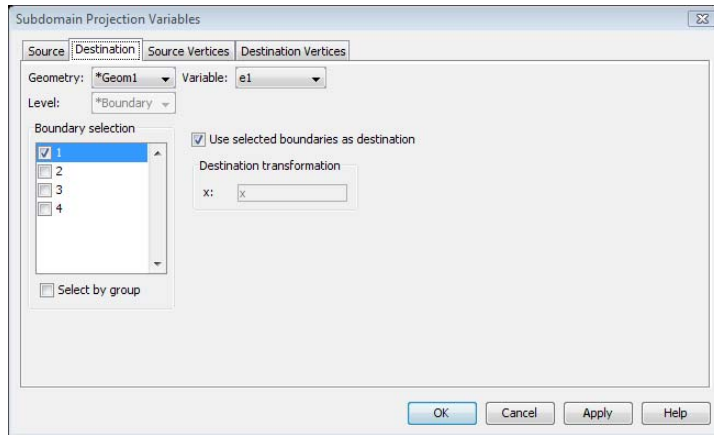 Subdomain Projection Variables
Source Destination Source Vertices Destination Vertices
Geometry: *Geom1 Variable: e1
Level: *Boundary
Boundary selection
1
2
3
4
Select by group
Use selected boundaries as destination
Destination transformation
x: x
OK Cancel Apply Help